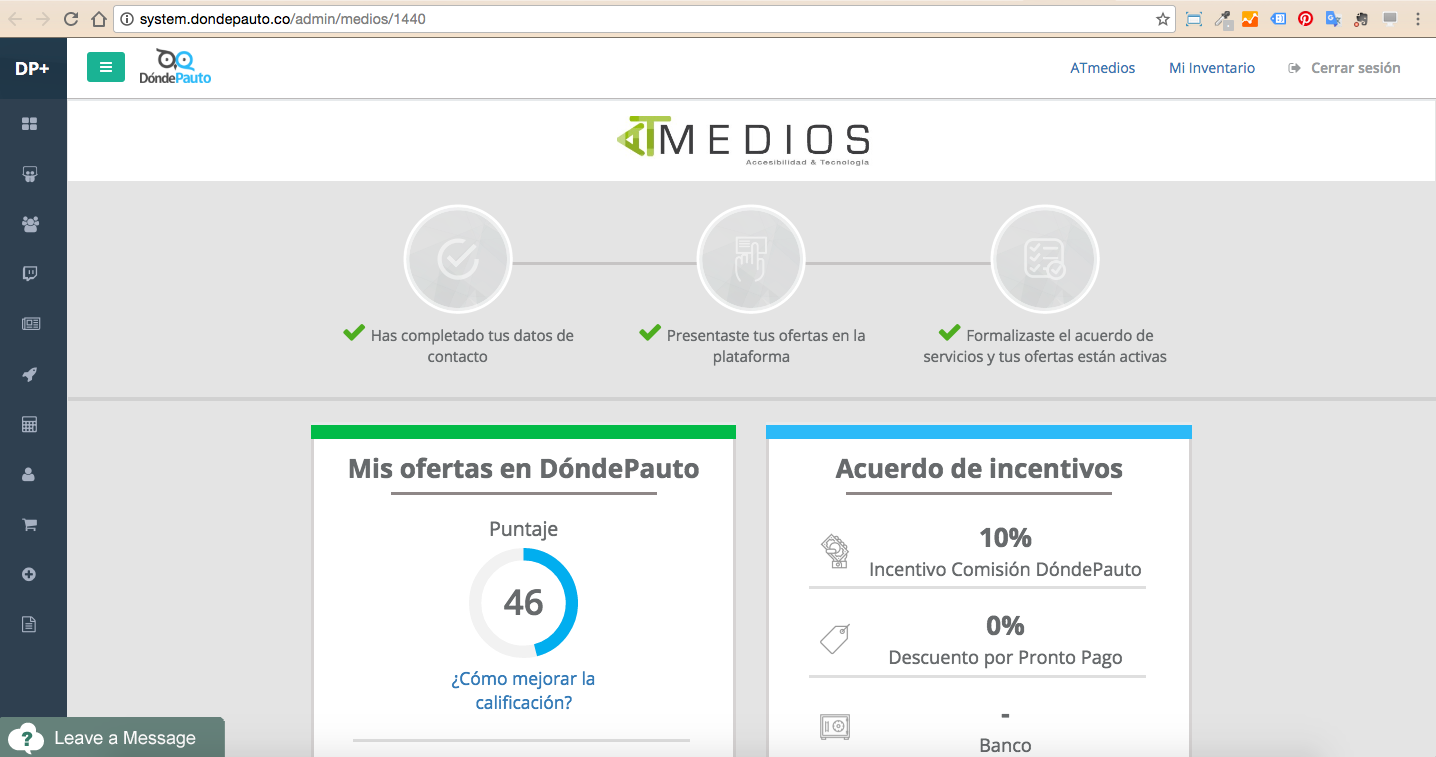 system.dondepauto.co/admin/medios/1440
DP+
DóndePauto
ATmedios
Mi Inventario
Cerrar sesión
ATMEDIOS
Accesibilidad & Tecnología
Has completado tus datos de
contacto
Presentaste tus ofertas en la
plataforma
Formalizaste el acuerdo de
servicios y tus ofertas están activas
Mis ofertas en DóndePauto
Puntaje
46
¿Cómo mejorar la
calificación?
Acuerdo de incentivos
10%
Incentivo Comisión DóndePauto
0%
Descuento por Pronto Pago
-
Banco
? Leave a Message